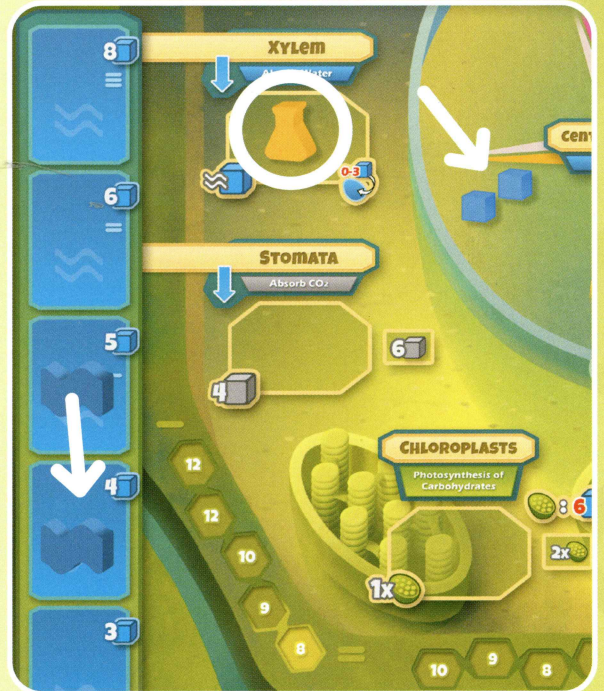 8
XYLEM
0-3
6
STOMATA
Absorb CO₂
5
6
4
4
CHLOROPLASTS
Photosynthesis of
Carbohydrates
12
: 6
12
10
2x
1x
9
3
8
10
9
8